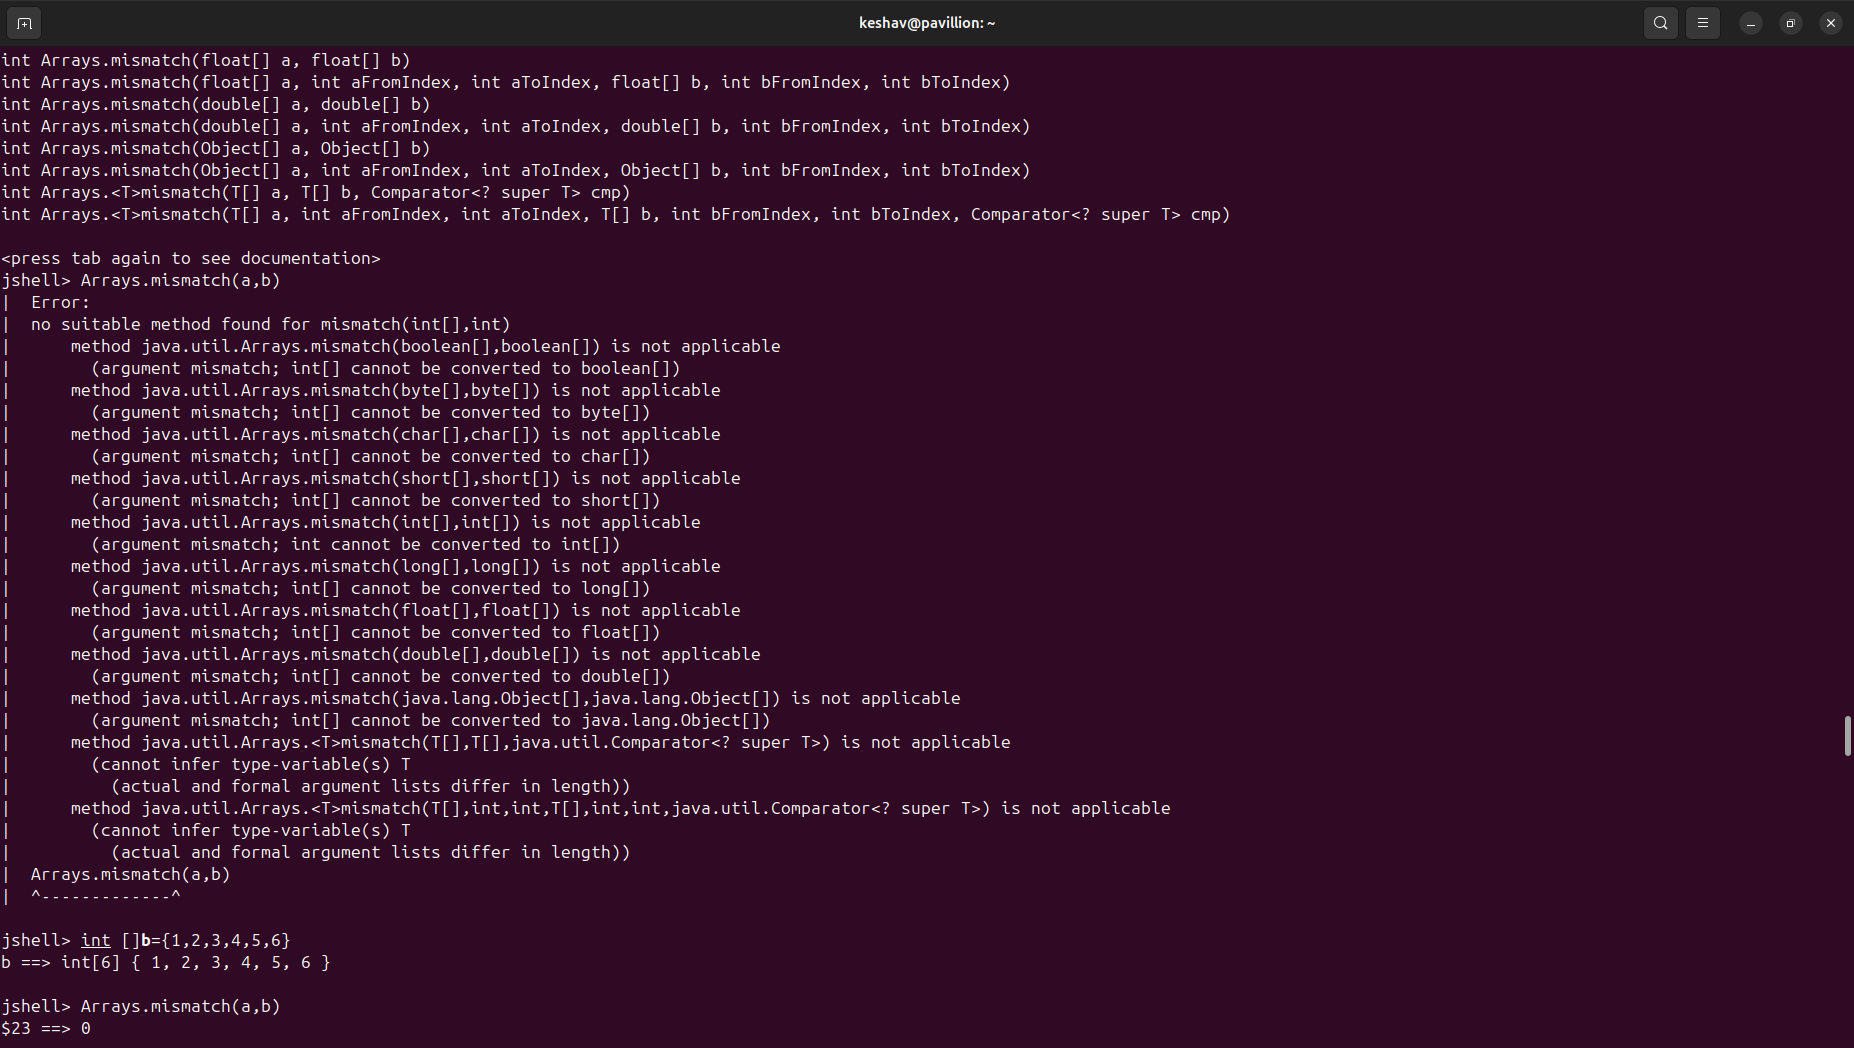 keshav@pavillion: ~
int Arrays.mismatch(float[] a, float[] b)
int Arrays.mismatch(float[] a, int aFromIndex, int aToIndex, float[] b, int bFromIndex, int bToIndex)
int Arrays.mismatch(double[] a, double[] b)
int Arrays.mismatch(double[] a, int aFromIndex, int aToIndex, double[] b, int bFromIndex, int bToIndex)
int Arrays.mismatch(Object[] a, Object[] b)
int Arrays.mismatch(Object[] a, int aFromIndex, int aToIndex, Object[] b, int bFromIndex, int bToIndex)
int Arrays.<T>mismatch(T[] a, T[] b, Comparator<? super T> cmp)
int Arrays.<T>mismatch(T[] a, int aFromIndex, int aToIndex, T[] b, int bFromIndex, int bToIndex, Comparator<? super T> cmp)

<press tab again to see documentation>
jshell> Arrays.mismatch(a,b)
|  Error:
|  no suitable method found for mismatch(int[],int)
|      method java.util.Arrays.mismatch(boolean[],boolean[]) is not applicable
|        (argument mismatch; int[] cannot be converted to boolean[])
|      method java.util.Arrays.mismatch(byte[],byte[]) is not applicable
|        (argument mismatch; int[] cannot be converted to byte[])
|      method java.util.Arrays.mismatch(char[],char[]) is not applicable
|        (argument mismatch; int[] cannot be converted to char[])
|      method java.util.Arrays.mismatch(short[],short[]) is not applicable
|        (argument mismatch; int[] cannot be converted to short[])
|      method java.util.Arrays.mismatch(int[],int[]) is not applicable
|        (argument mismatch; int cannot be converted to int[])
|      method java.util.Arrays.mismatch(long[],long[]) is not applicable
|        (argument mismatch; int[] cannot be converted to long[])
|      method java.util.Arrays.mismatch(float[],float[]) is not applicable
|        (argument mismatch; int[] cannot be converted to float[])
|      method java.util.Arrays.mismatch(double[],double[]) is not applicable
|        (argument mismatch; int[] cannot be converted to double[])
|      method java.util.Arrays.mismatch(java.lang.Object[],java.lang.Object[]) is not applicable
|        (argument mismatch; int[] cannot be converted to java.lang.Object[])
|      method java.util.Arrays.<T>mismatch(T[],T[],java.util.Comparator<? super T>) is not applicable
|        (cannot infer type-variable(s) T
|          (actual and formal argument lists differ in length))
|      method java.util.Arrays.<T>mismatch(T[],int,int,T[],int,int,java.util.Comparator<? super T>) is not applicable
|        (cannot infer type-variable(s) T
|          (actual and formal argument lists differ in length))
|  Arrays.mismatch(a,b)
|  ^-------------^

jshell> int []b={1,2,3,4,5,6}
b ==> int[6] { 1, 2, 3, 4, 5, 6 }

jshell> Arrays.mismatch(a,b)
$23 ==> 0